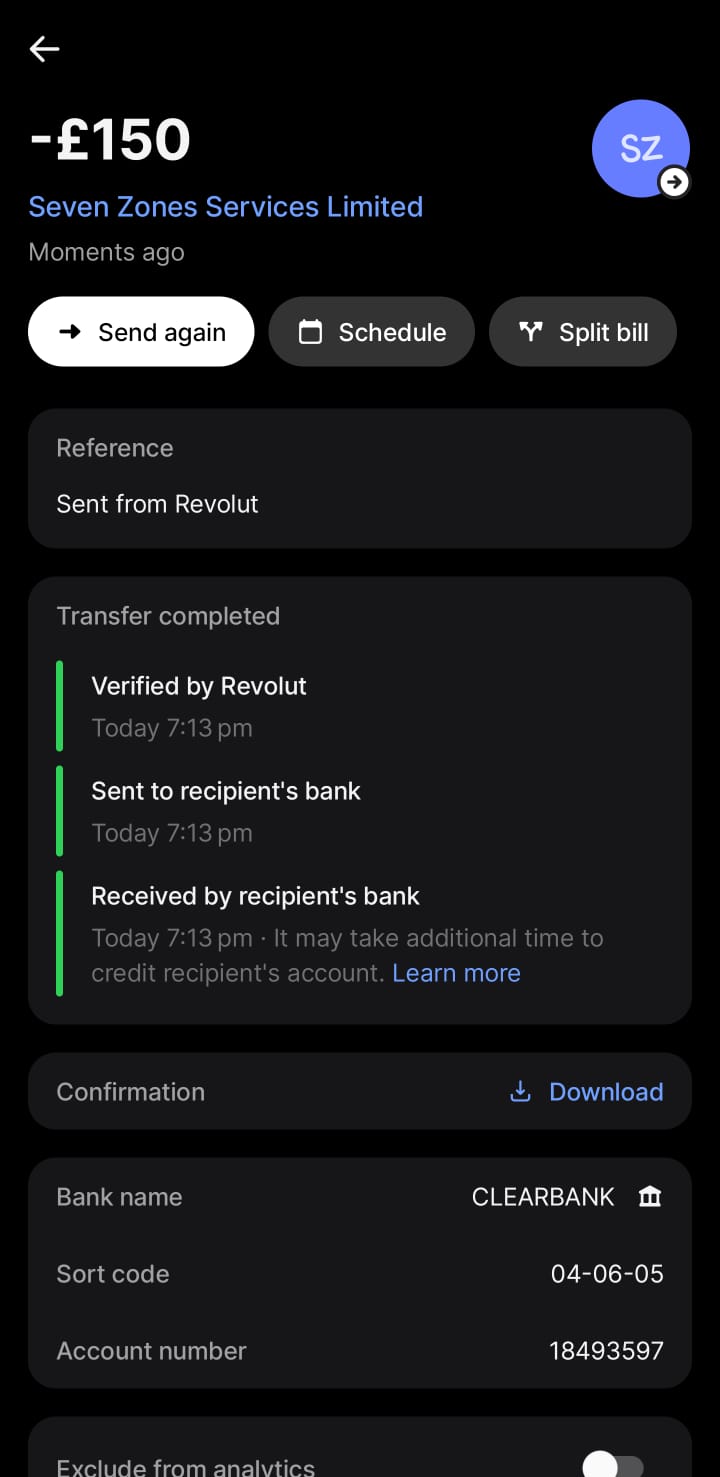 -£150
SZ
Seven Zones Services Limited
Moments ago
Send again
Schedule
Split bill
Reference
Sent from Revolut
Transfer completed
Verified by Revolut
Today 7:13 pm
Sent to recipient's bank
Today 7:13 pm
Received by recipient's bank
Today 7:13 pm · It may take additional time to
credit recipient's account. Learn more
Confirmation Download
Bank name CLEARBANK
Sort code 04-06-05
Account number 18493597
Exclude from analytics